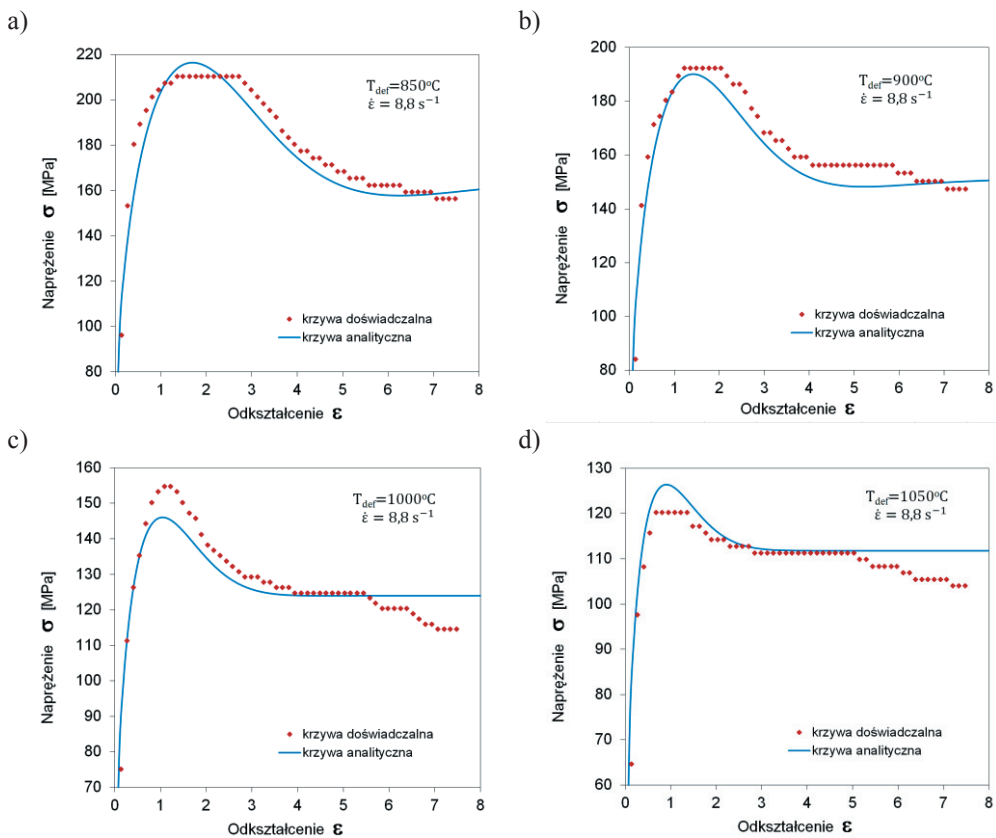 a)
220
200
180
160
140
120
100
80
0 1 2 3 4 5 6 7 8
Naprężenie σ [MPa]
Odkształcenie ε
T_def=850°C
ε̇ = 8,8 s⁻¹
krzywa doświadczalna
krzywa analityczna
b)
200
180
160
140
120
100
80
0 1 2 3 4 5 6 7 8
Naprężenie σ [MPa]
Odkształcenie ε
T_def=900°C
ε̇ = 8,8 s⁻¹
krzywa doświadczalna
krzywa analityczna
c)
160
150
140
130
120
110
100
90
80
70
0 1 2 3 4 5 6 7 8
Naprężenie σ [MPa]
Odkształcenie ε
T_def=1000°C
ε̇ = 8,8 s⁻¹
krzywa doświadczalna
krzywa analityczna
d)
130
120
110
100
90
80
70
60
0 1 2 3 4 5 6 7 8
Naprężenie σ [MPa]
Odkształcenie ε
T_def=1050°C
ε̇ = 8,8 s⁻¹
krzywa doświadczalna
krzywa analityczna